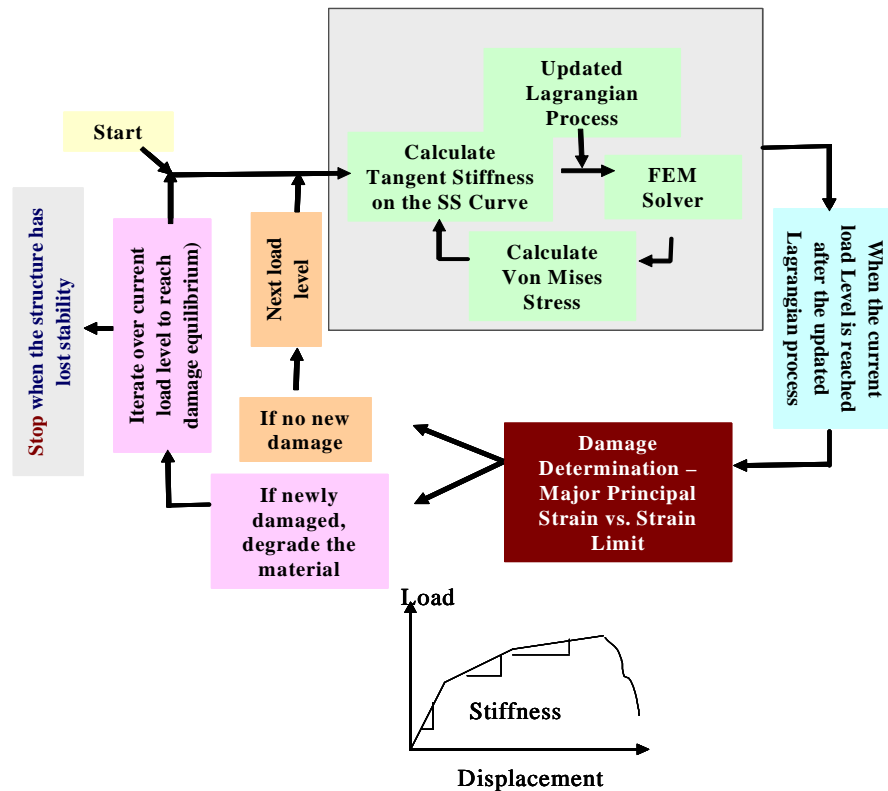 Start
Updated
Lagrangian
Process
Calculate
Tangent Stiffness
on the SS Curve
FEM
Solver
Calculate
Von Mises
Stress
When the current
load Level is reached
after the updated
Lagrangian process
Damage
Determination –
Major Principal
Strain vs. Strain
Limit
If no new
damage
Next load
level
If newly
damaged,
degrade the
material
Iterate over current
load level to reach
damage equilibrium)
Stop when the structure has
lost stability
Load
Stiffness
Displacement